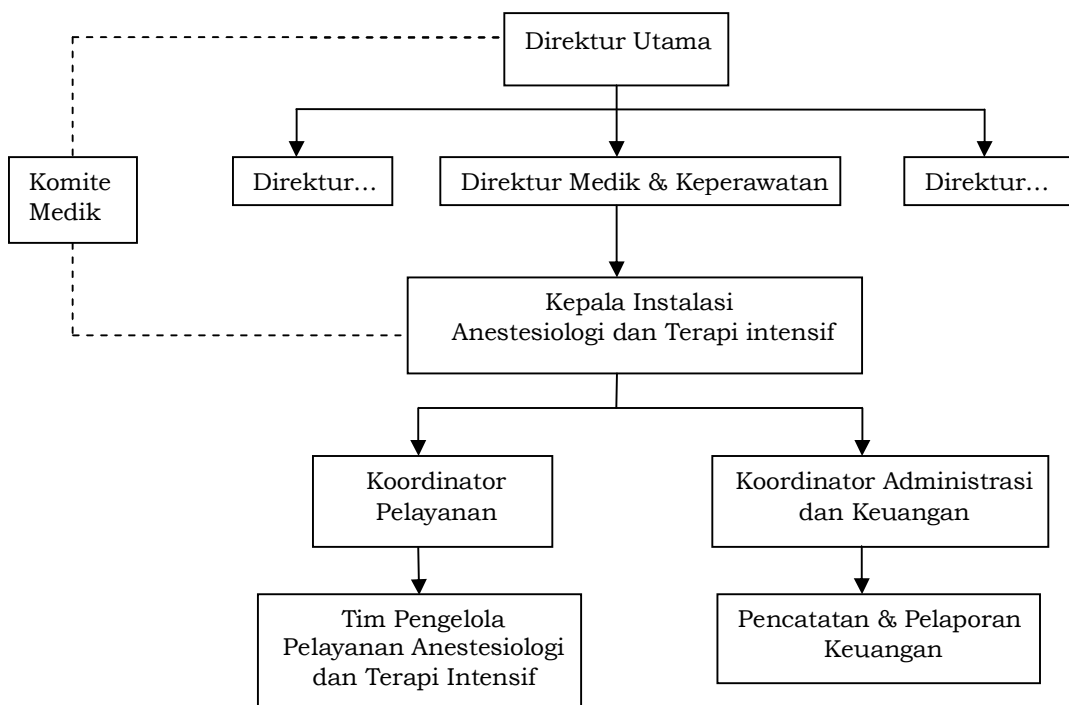 Direktur Utama
Komite
Medik
Direktur...
Direktur Medik & Keperawatan
Direktur...
Kepala Instalasi
Anestesiologi dan Terapi intensif
Koordinator
Pelayanan
Koordinator Administrasi
dan Keuangan
Tim Pengelola
Pelayanan Anestesiologi
dan Terapi Intensif
Pencatatan & Pelaporan
Keuangan